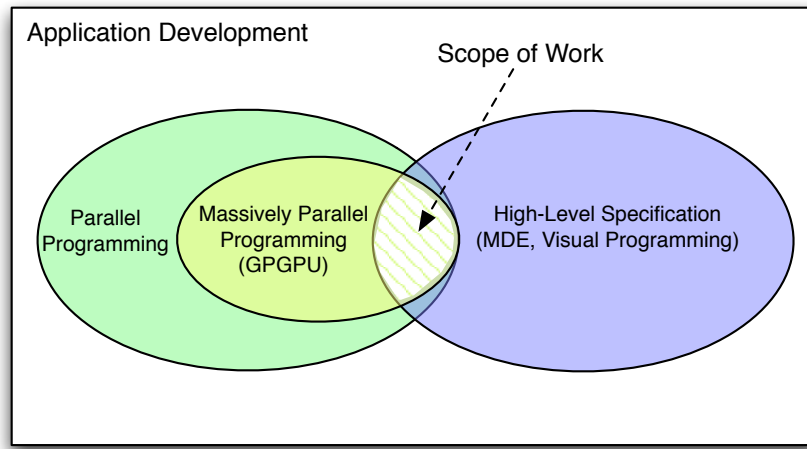 Application Development
Scope of Work
Parallel
Programming
Massively Parallel
Programming
(GPGPU)
High-Level Specification
(MDE, Visual Programming)